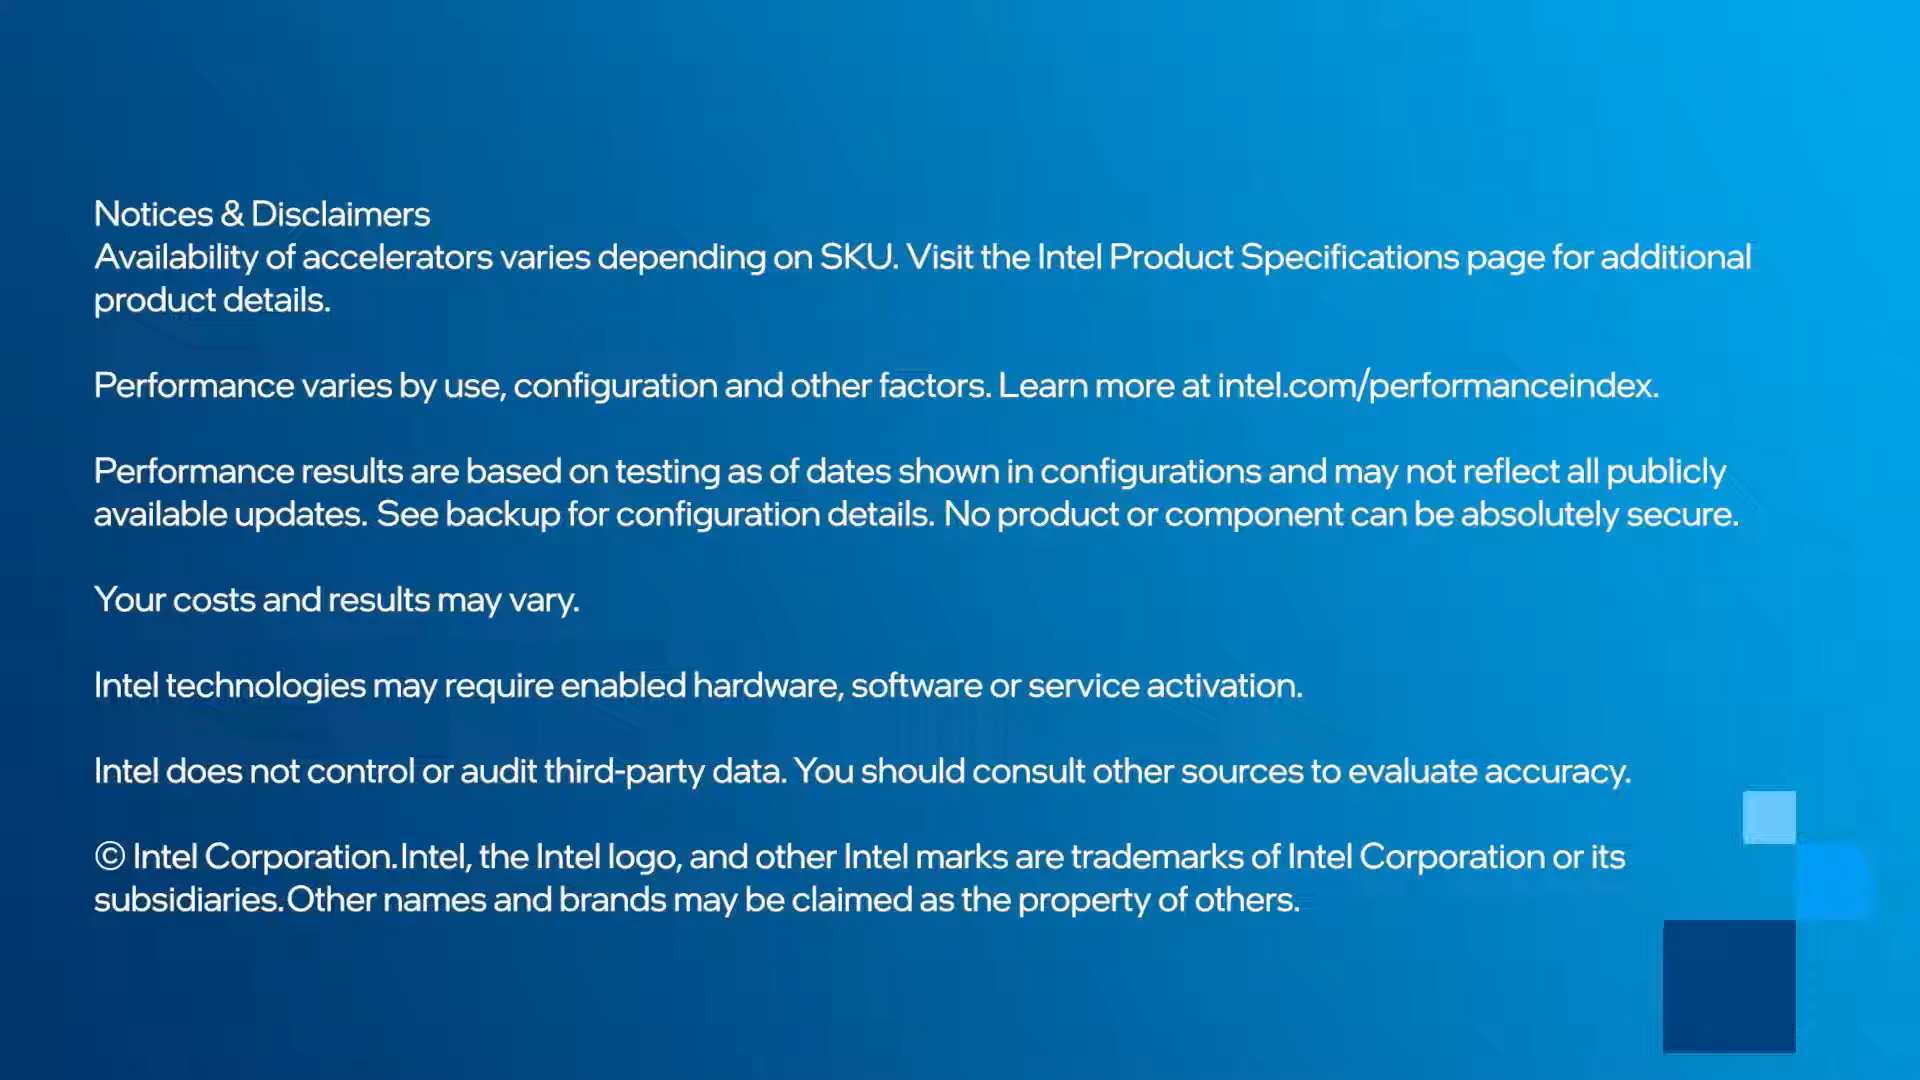 Notices & Disclaimers
Availability of accelerators varies depending on SKU. Visit the Intel Product Specifications page for additional
product details.
Performance varies by use, configuration and other factors. Learn more at intel.com/performanceindex.
Performance results are based on testing as of dates shown in configurations and may not reflect all publicly
available updates. See backup for configuration details. No product or component can be absolutely secure.
Your costs and results may vary.
Intel technologies may require enabled hardware, software or service activation.
Intel does not control or audit third-party data. You should consult other sources to evaluate accuracy.
© Intel Corporation.Intel, the Intel logo, and other Intel marks are trademarks of Intel Corporation or its
subsidiaries.Other names and brands may be claimed as the property of others.